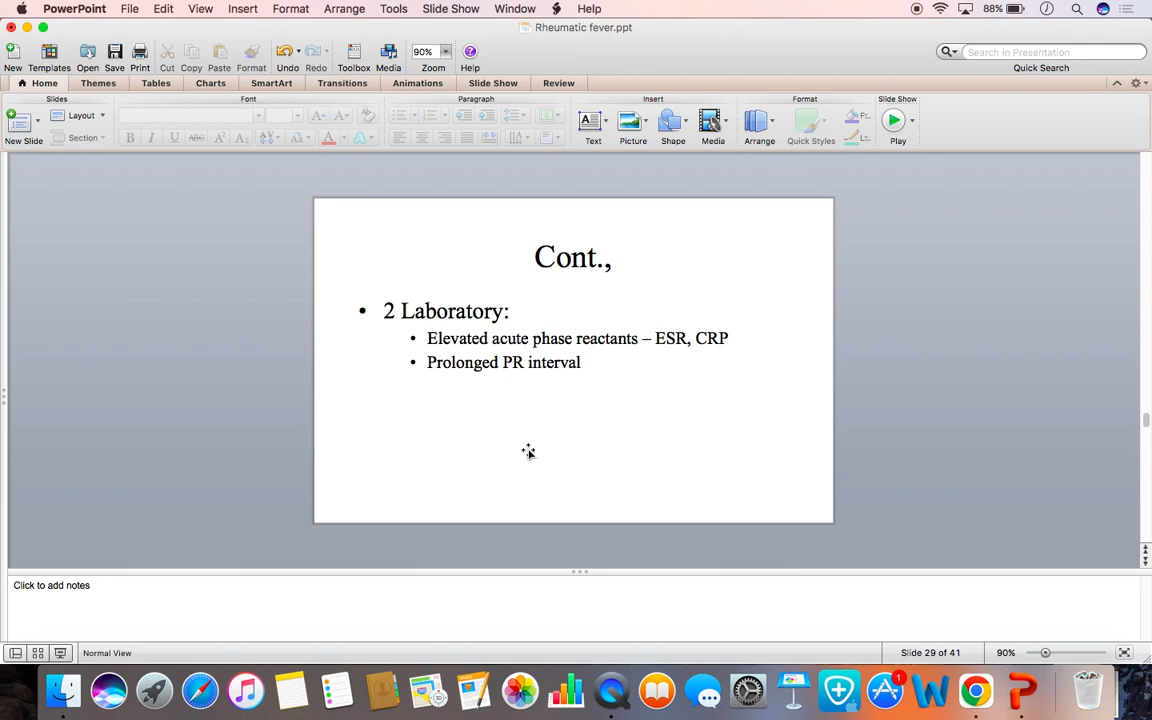 PowerPoint File Edit View Insert Format Arrange Tools Slide Show Window Help 88%
Rheumatic fever.ppt
90% Search in Presentation
New Templates Open Save Print Cut Copy Paste Format Undo Redo Toolbox Media Zoom Help Quick Search
Home Themes Tables Charts SmartArt Transitions Animations Slide Show Review
Slides Font Paragraph Insert Format Slide Show
Layout
New Slide Section Text Picture Shape Media Arrange Quick Styles Play
Cont.,
• 2 Laboratory:
• Elevated acute phase reactants – ESR, CRP
• Prolonged PR interval
Click to add notes
Normal View Slide 29 of 41 90%
1